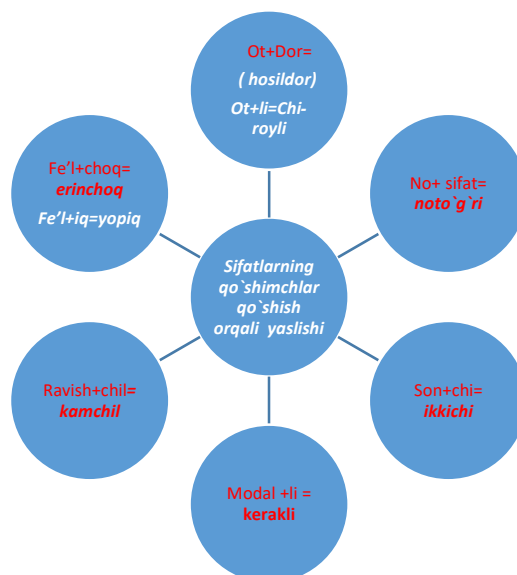 Ot+Dor=
( hosildor)
Ot+li=Chi-
royli
No+ sifat=
noto`g`ri
Son+chi=
ikkichi
Modal +li =
kerakli
Ravish+chil=
kamchil
Fe’l+choq=
erinchoq
Fe’l+iq=yopiq
Sifatlarning
qo`shimchlar
qo`shish
orqali yaslishi